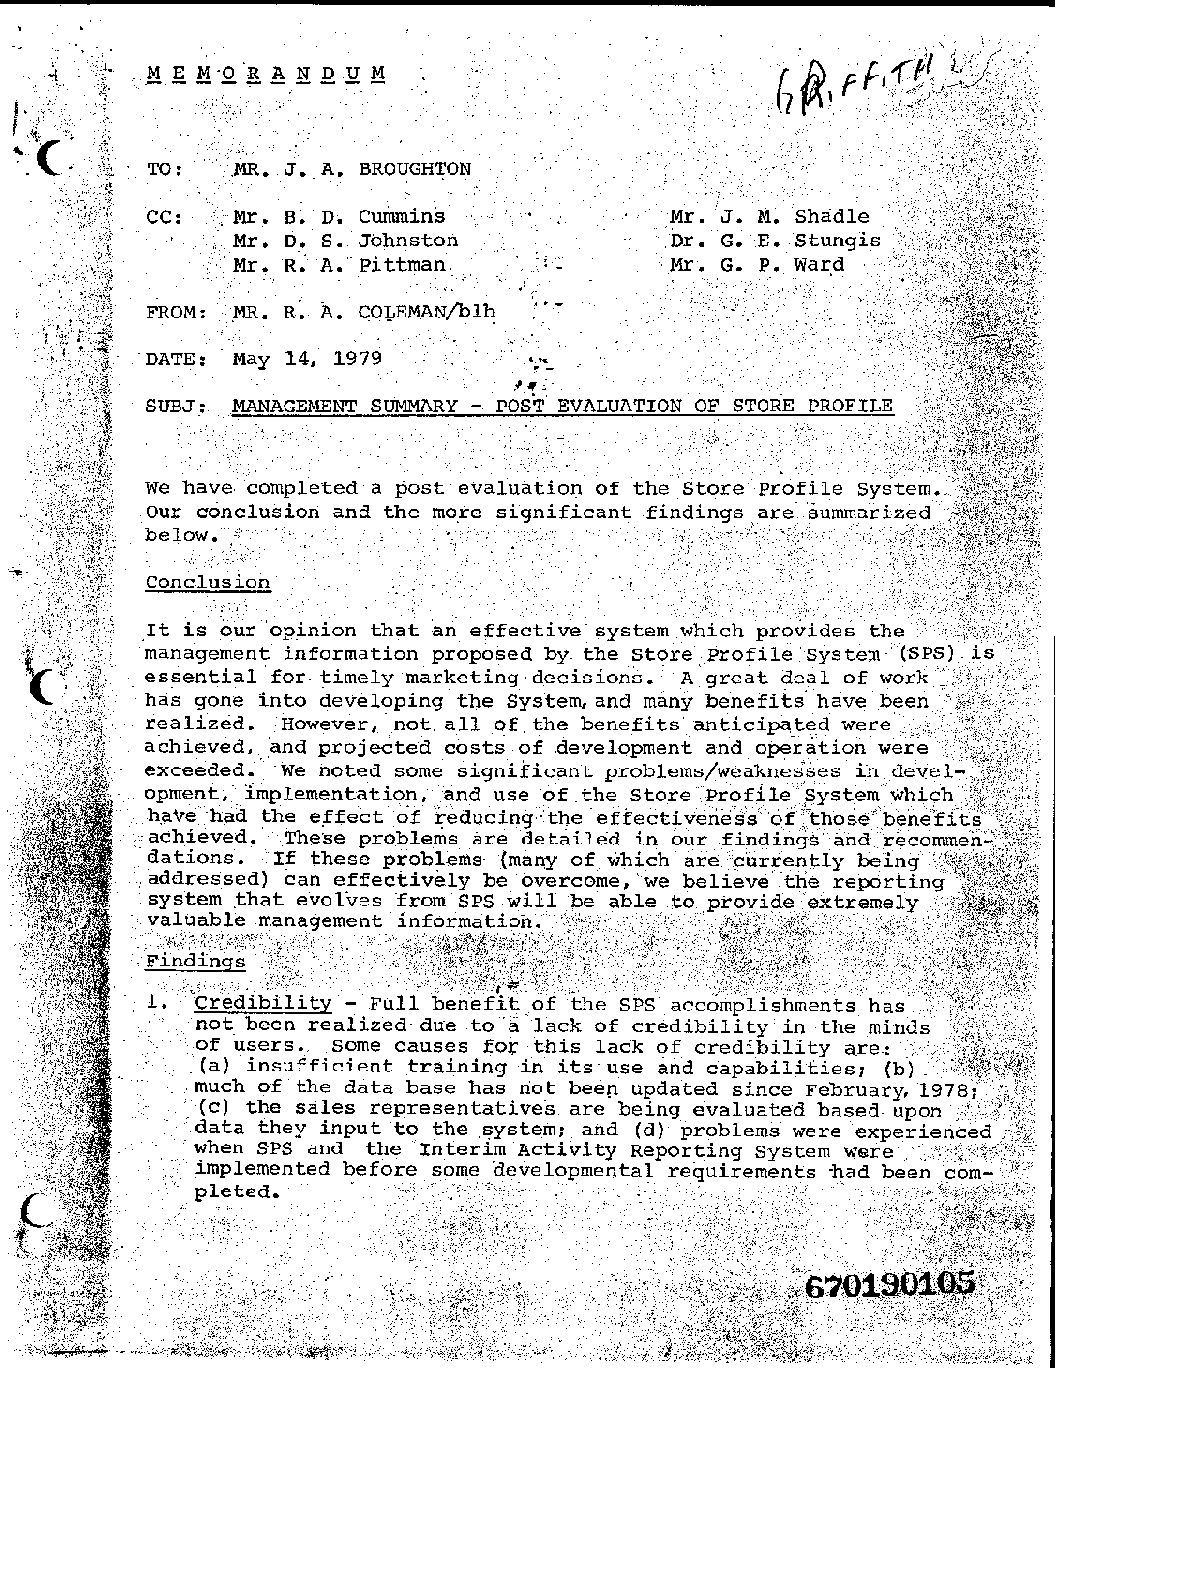 MEMORANDUM
GRIFFITH
TO: MR. J. A. BROUGHTON
CC: Mr. B. D. Cummins Mr. J. M. Shadle
Mr. D. S. Johnston Dr. G. E. Stungis
Mr. R. A. Pittman Mr. G. P. Ward
FROM: MR. R. A. COLEMAN/blh
DATE: May 14, 1979
SUBJ: MANAGEMENT SUMMARY - POST EVALUATION OF STORE PROFILE
We have completed a post evaluation of the Store Profile System.
Our conclusion and the more significant findings are summarized
below.
Conclusion
It is our opinion that an effective system which provides the
management information proposed by the Store Profile System (SPS) is
essential for timely marketing decisions. A great deal of work
has gone into developing the System, and many benefits have been
realized. However, not all of the benefits anticipated were
achieved, and projected costs of development and operation were
exceeded. We noted some significant problems/weaknesses in devel-
opment, implementation, and use of the Store Profile System which
have had the effect of reducing the effectiveness of those benefits
achieved. These problems are detailed in our findings and recommen-
dations. If these problems (many of which are currently being
addressed) can effectively be overcome, we believe the reporting
system that evolves from SPS will be able to provide extremely
valuable management information.
Findings
1. Credibility - Full benefit of the SPS accomplishments has
not been realized due to a lack of credibility in the minds
of users. Some causes for this lack of credibility are:
(a) insufficient training in its use and capabilities; (b)
much of the data base has not been updated since February, 1978;
(c) the sales representatives are being evaluated based upon
data they input to the system; and (d) problems were experienced
when SPS and the Interim Activity Reporting System were
implemented before some developmental requirements had been com-
pleted.
670190105